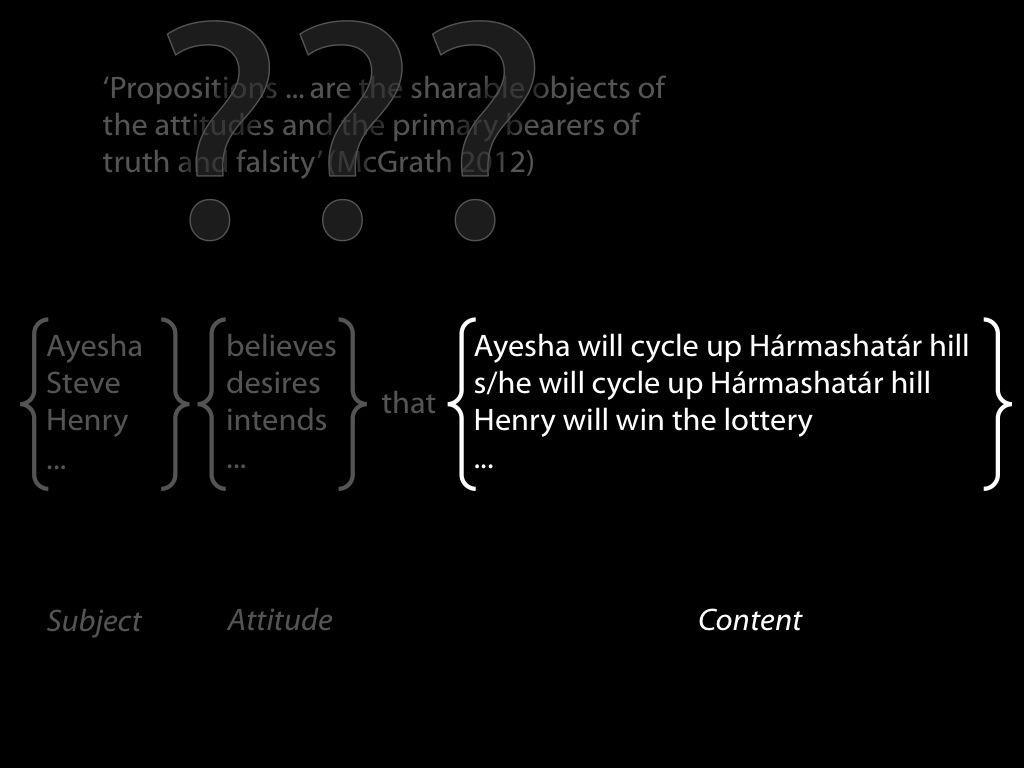 ???
‘Propositions ... are the sharable objects of
the attitudes and the primary bearers of
truth and falsity’ (McGrath 2012)
Ayesha
Steve
Henry
...
believes
desires
intends
...
that
Ayesha will cycle up Hármashatár hill
s/he will cycle up Hármashatár hill
Henry will win the lottery
...
Subject
Attitude
Content